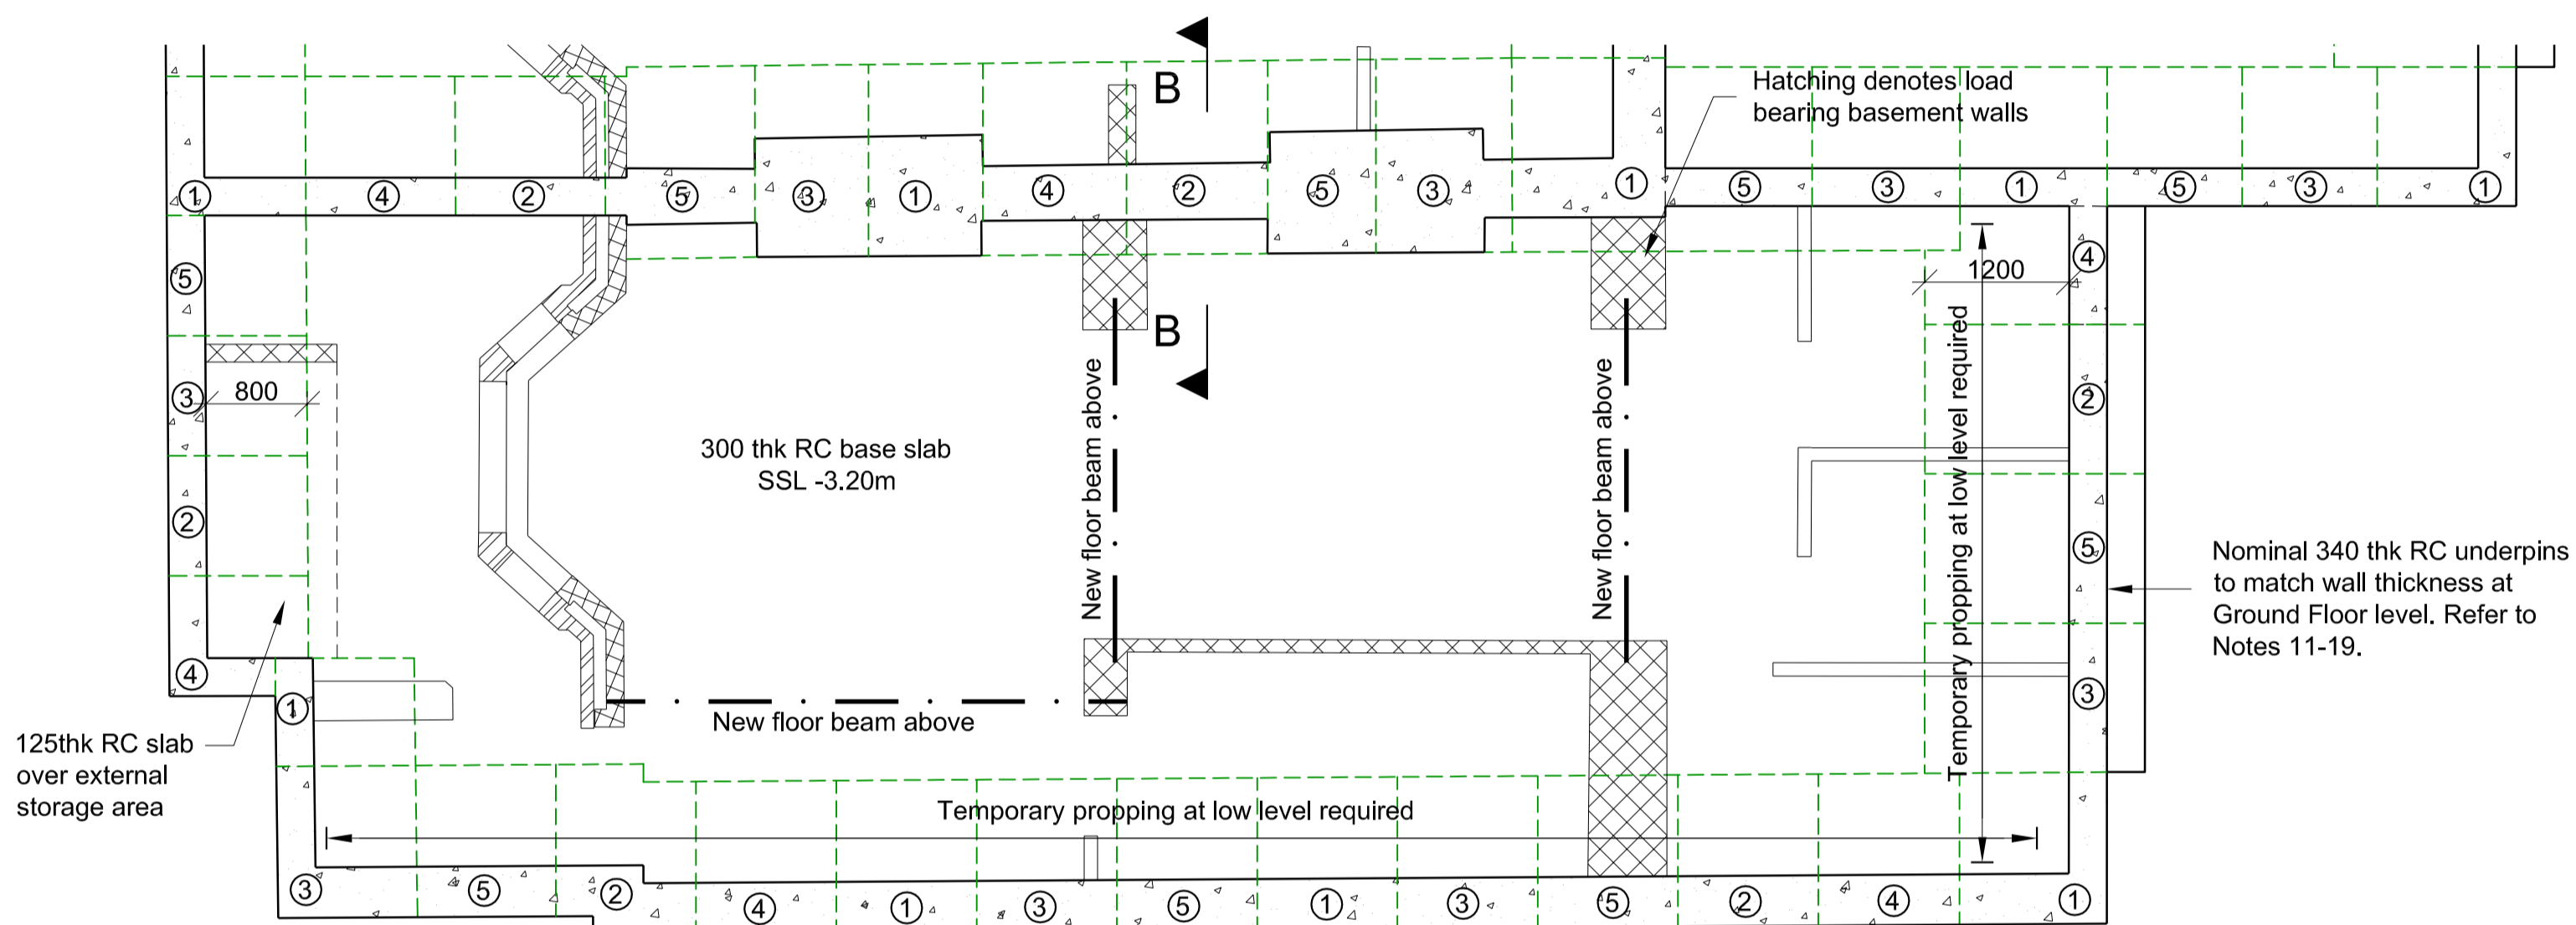 B
Hatching denotes load
bearing basement walls
1 4 2 5 3 1 4 2 5 3 1 5 3 1 5 3 1
5
4
1200
B
3
800
2
300 thk RC base slab
SSL -3.20m
New floor beam above
New floor beam above
Temporary propping at low level required
2
5
Nominal 340 thk RC underpins
to match wall thickness at
Ground Floor level. Refer to
Notes 11-19.
4
1
3
New floor beam above
125thk RC slab
over external
storage area
Temporary propping at low level required
3 5 2 4 1 3 5 1 3 5 2 4 1